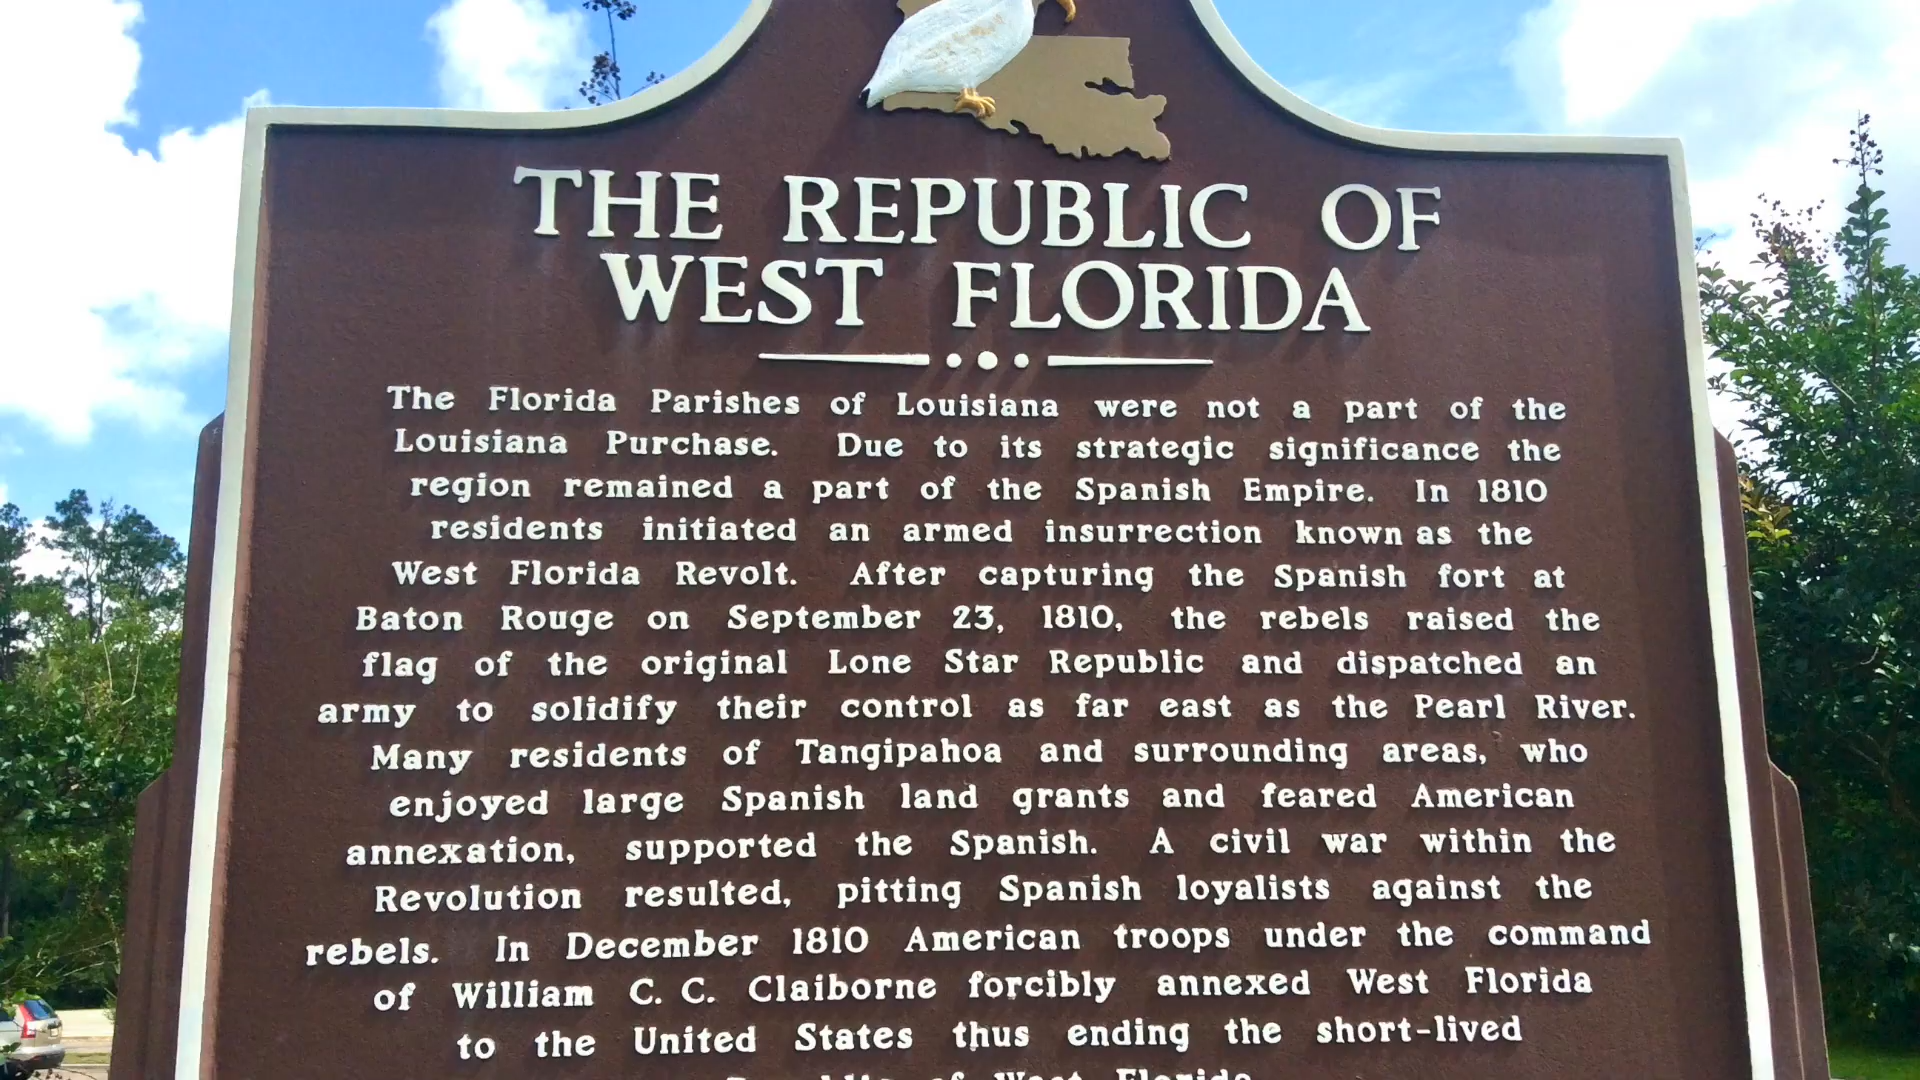 THE REPUBLIC OF
WEST FLORIDA
The Florida Parishes of Louisiana were not a part of the
Louisiana Purchase. Due to its strategic significance the
region remained a part of the Spanish Empire. In 1810
residents initiated an armed insurrection known as the
West Florida Revolt. After capturing the Spanish fort at
Baton Rouge on September 23, 1810, the rebels raised the
flag of the original Lone Star Republic and dispatched an
army to solidify their control as far east as the Pearl River.
Many residents of Tangipahoa and surrounding areas, who
enjoyed large Spanish land grants and feared American
annexation, supported the Spanish. A civil war within the
Revolution resulted, pitting Spanish loyalists against the
rebels. In December 1810 American troops under the command
of William C. C. Claiborne forcibly annexed West Florida
to the United States thus ending the short-lived
Republic of West Florida